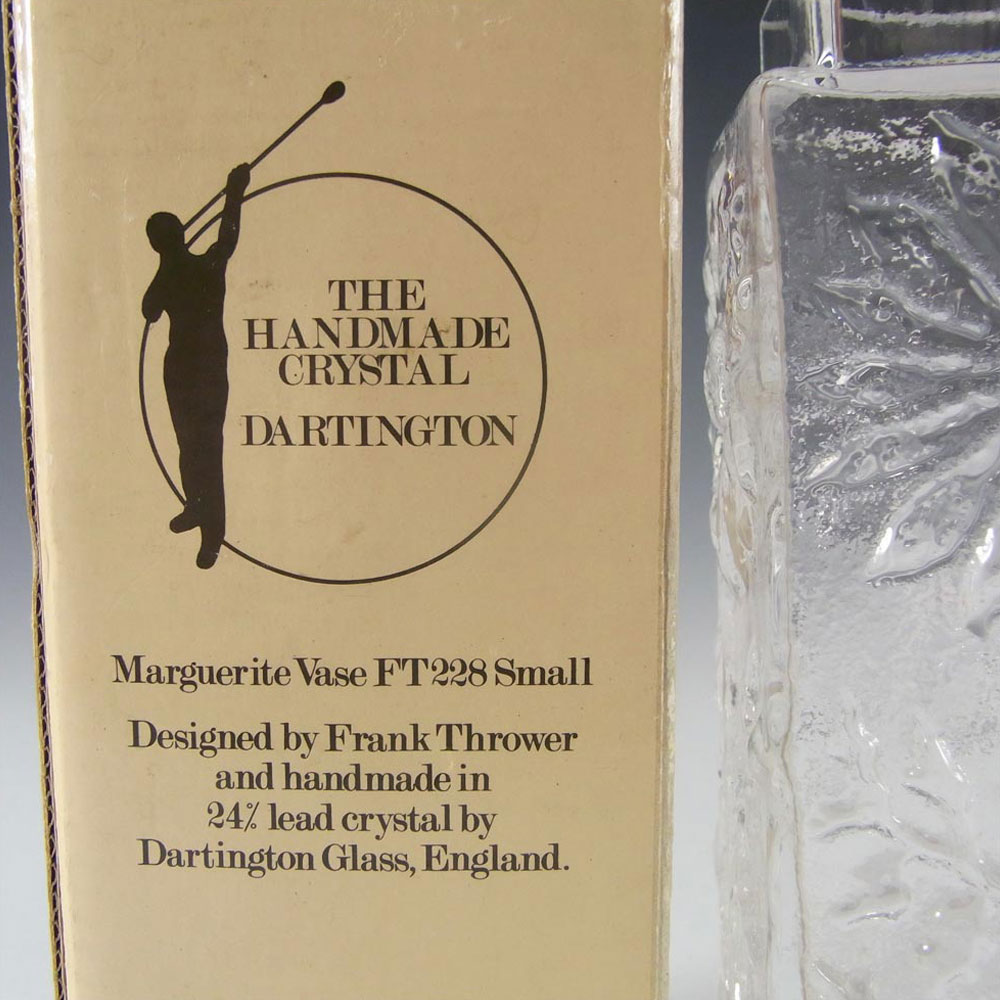 THE
HANDMADE
CRYSTAL
DARTINGTON
Marguerite Vase FT228 Small
Designed by Frank Thrower
and handmade in
24% lead crystal by
Dartington Glass, England.